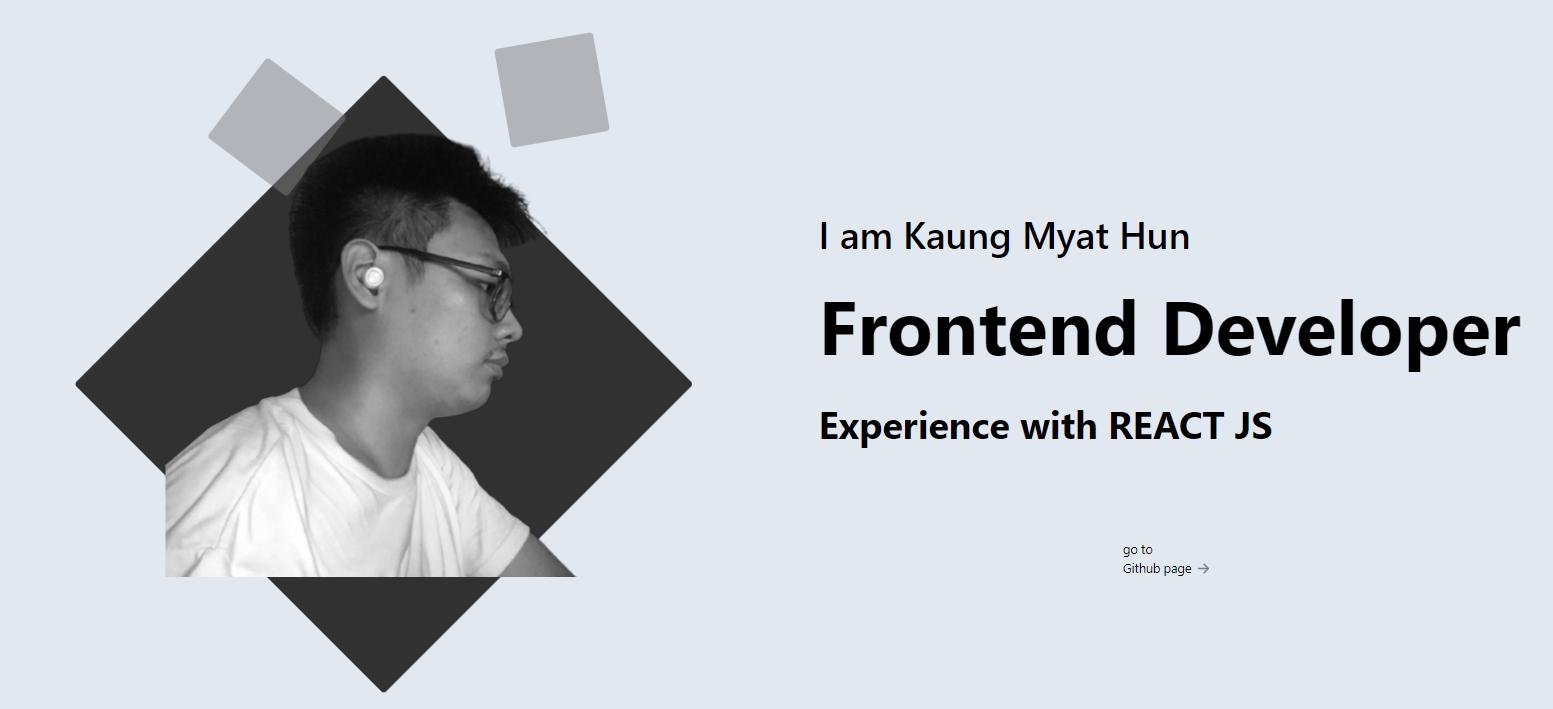 I am Kaung Myat Hun
Frontend Developer
Experience with REACT JS
go to
Github page →